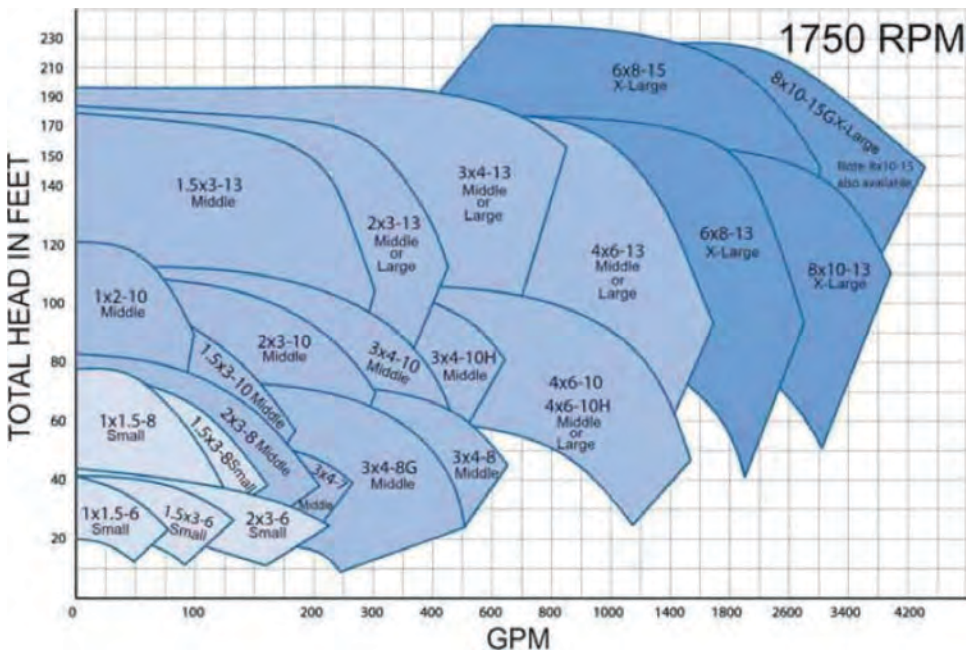 1750 RPM
TOTAL HEAD IN FEET
230
210
190
170
150
140
120
100
80
60
40
20
6x8-15
X-Large
8x10-15GX-Large
Note: 8x10-15
also available
1.5x3-13
Middle
2x3-13
Middle
or
Large
3x4-13
Middle
or
Large
4x6-13
Middle
or
Large
6x8-13
X-Large
8x10-13
X-Large
1x2-10
Middle
1.5x3-10 Middle
2x3-10
Middle
3x4-10
Middle
3x4-10H
Middle
4x6-10
4x6-10H
Middle
or
Large
1x1.5-8
Small
1.5x3-8Small
2x3-8 Middle
3x4-7
Middle
3x4-8G
Middle
3x4-8
Middle
1x1.5-6
Small
1.5x3-6
Small
2x3-6
Small
0 100 200 300 400 600 1000 1400 1800 2600 3400 4200
GPM